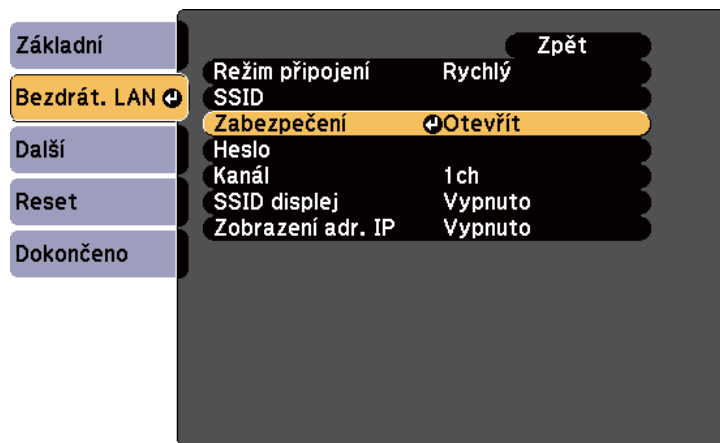 Základní
Bezdrát. LAN
Další
Reset
Dokončeno
Zpět
Režim připojení Rychlý
SSID
Zabezpečení Otevřít
Heslo
Kanál 1ch
SSID displej Vypnuto
Zobrazení adr. IP Vypnuto